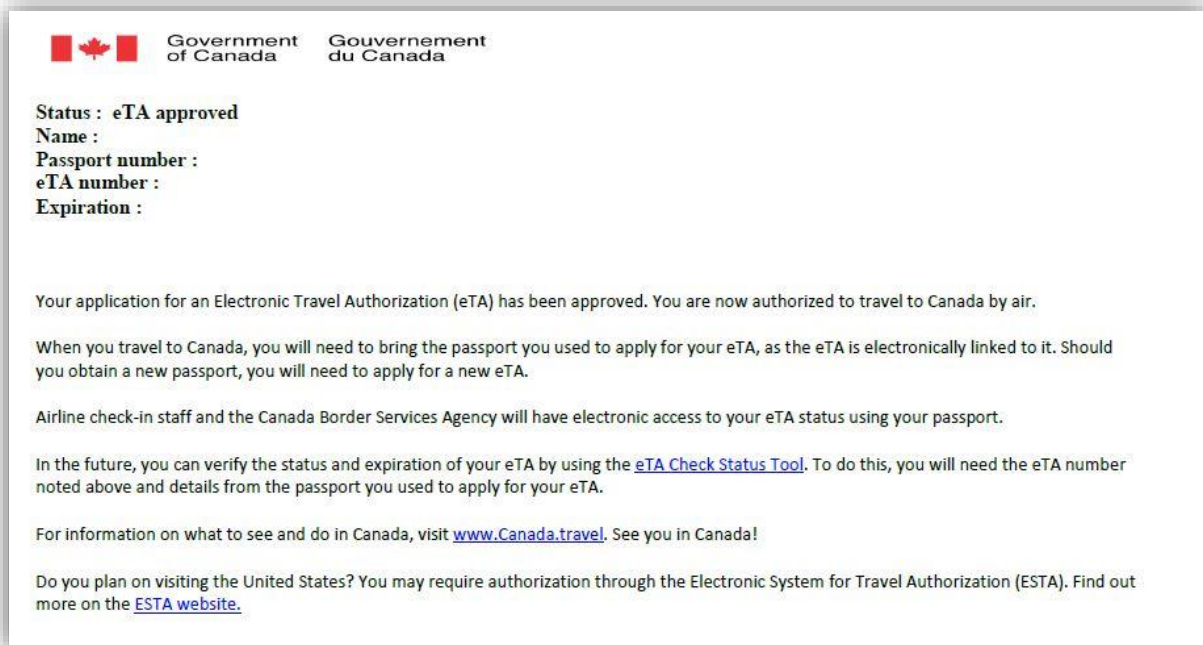 Government Gouvernement
of Canada du Canada
Status : eTA approved
Name :
Passport number :
eTA number :
Expiration :
Your application for an Electronic Travel Authorization (eTA) has been approved. You are now authorized to travel to Canada by air.
When you travel to Canada, you will need to bring the passport you used to apply for your eTA, as the eTA is electronically linked to it. Should
you obtain a new passport, you will need to apply for a new eTA.
Airline check-in staff and the Canada Border Services Agency will have electronic access to your eTA status using your passport.
In the future, you can verify the status and expiration of your eTA by using the eTA Check Status Tool. To do this, you will need the eTA number
noted above and details from the passport you used to apply for your eTA.
For information on what to see and do in Canada, visit www.Canada.travel. See you in Canada!
Do you plan on visiting the United States? You may require authorization through the Electronic System for Travel Authorization (ESTA). Find out
more on the ESTA website.